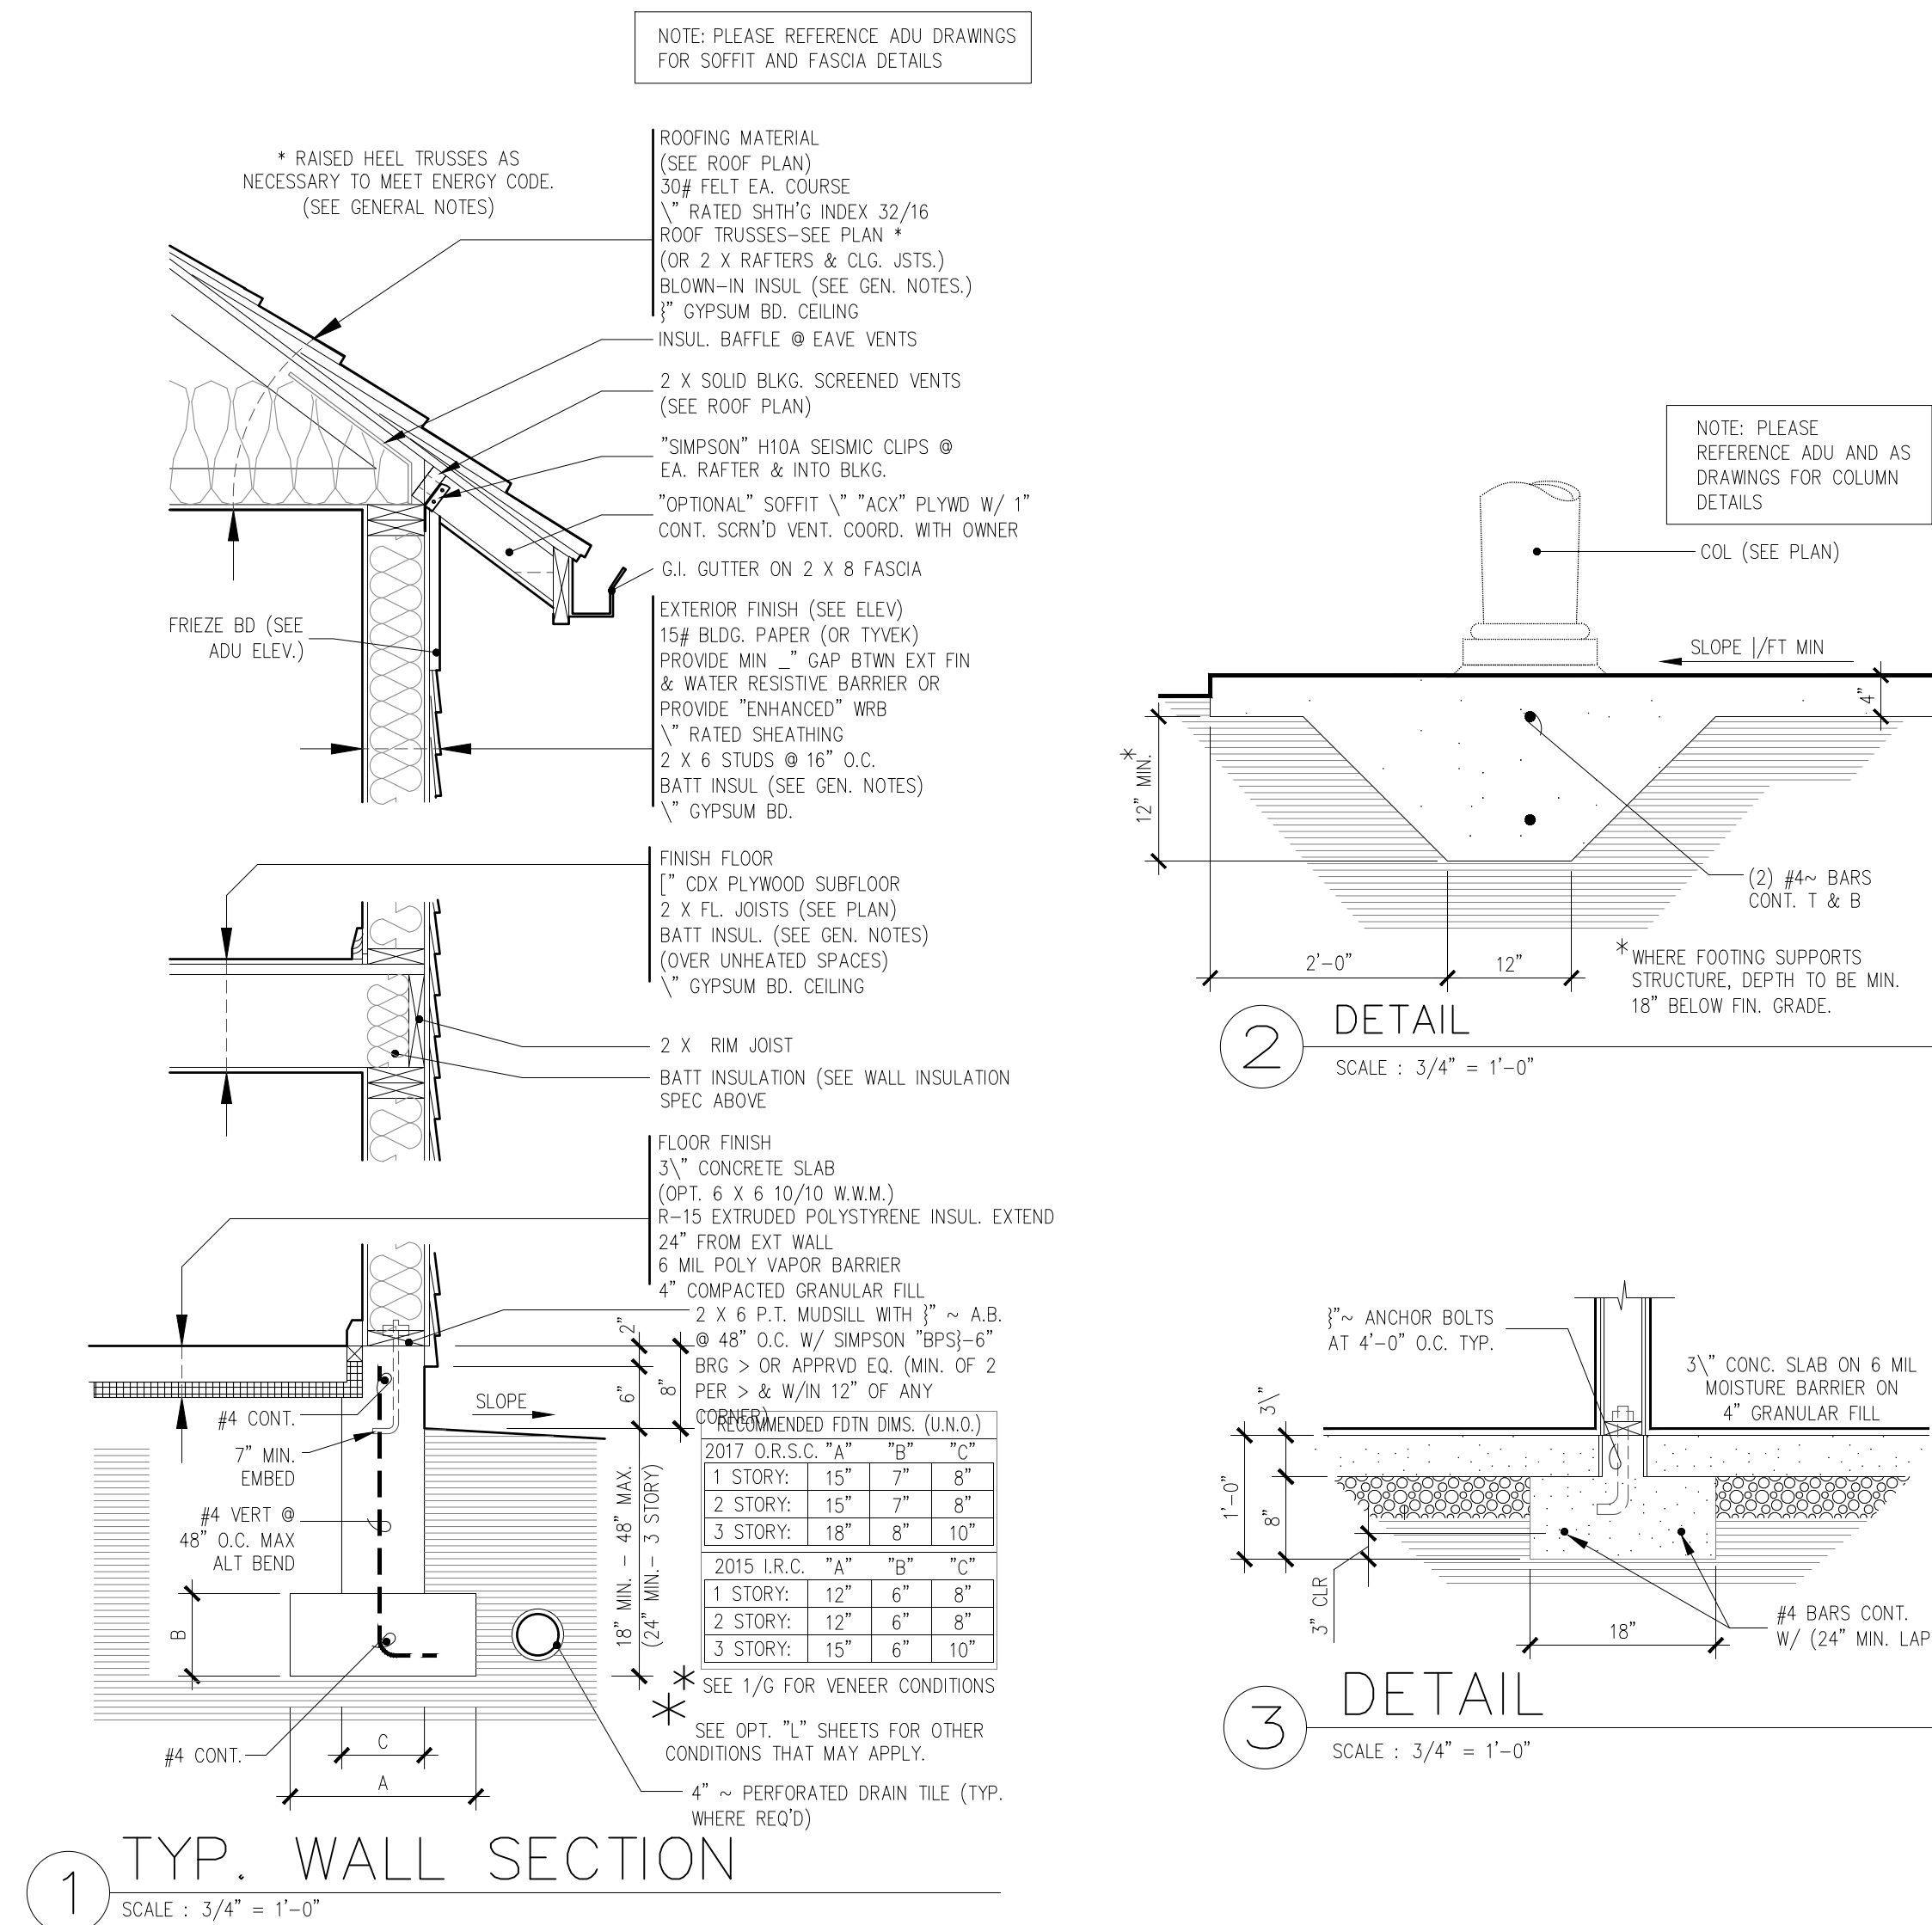 NOTE: PLEASE REFERENCE ADU DRAWINGS
FOR SOFFIT AND FASCIA DETAILS
* RAISED HEEL TRUSSES AS
NECESSARY TO MEET ENERGY CODE.
(SEE GENERAL NOTES)
ROOFING MATERIAL
(SEE ROOF PLAN)
30# FELT EA. COURSE
\" RATED SHTH'G INDEX 32/16
ROOF TRUSSES-SEE PLAN *
(OR 2 X RAFTERS & CLG. JSTS.)
BLOWN-IN INSUL (SEE GEN. NOTES.)
}" GYPSUM BD. CEILING
INSUL. BAFFLE @ EAVE VENTS
2 X SOLID BLKG. SCREENED VENTS
(SEE ROOF PLAN)
"SIMPSON" H10A SEISMIC CLIPS @
EA. RAFTER & INTO BLKG.
"OPTIONAL" SOFFIT \" "ACX" PLYWD W/ 1"
CONT. SCRN'D VENT. COORD. WITH OWNER
G.I. GUTTER ON 2 X 8 FASCIA
FRIEZE BD (SEE
ADU ELEV.)
EXTERIOR FINISH (SEE ELEV)
15# BLDG. PAPER (OR TYVEK)
PROVIDE MIN _" GAP BTWN EXT FIN
& WATER RESISTIVE BARRIER OR
PROVIDE "ENHANCED" WRB
\" RATED SHEATHING
2 X 6 STUDS @ 16" O.C.
BATT INSUL (SEE GEN. NOTES)
\" GYPSUM BD.
FINISH FLOOR
[" CDX PLYWOOD SUBFLOOR
2 X FL. JOISTS (SEE PLAN)
BATT INSUL. (SEE GEN. NOTES)
(OVER UNHEATED SPACES)
\" GYPSUM BD. CEILING
2 X RIM JOIST
BATT INSULATION (SEE WALL INSULATION
SPEC ABOVE
FLOOR FINISH
3\" CONCRETE SLAB
(OPT. 6 X 6 10/10 W.W.M.)
R-15 EXTRUDED POLYSTYRENE INSUL. EXTEND
24" FROM EXT WALL
6 MIL POLY VAPOR BARRIER
4" COMPACTED GRANULAR FILL
2 X 6 P.T. MUDSILL WITH }" ~ A.B.
@ 48" O.C. W/ SIMPSON "BPS}-6"
BRG > OR APPRVD EQ. (MIN. OF 2
PER > & W/IN 12" OF ANY
CORNER)
2"
6"
8"
SLOPE
#4 CONT.
7" MIN.
EMBED
#4 VERT @
48" O.C. MAX
ALT BEND
18" MIN. - 48" MAX.
(24" MIN.- 3 STORY)
B
#4 CONT.
C
A
RECOMMENDED FDTN DIMS. (U.N.O.)
2017 O.R.S.C. "A" "B" "C"
1 STORY: 15" 7" 8"
2 STORY: 15" 7" 8"
3 STORY: 18" 8" 10"
2015 I.R.C. "A" "B" "C"
1 STORY: 12" 6" 8"
2 STORY: 12" 6" 8"
3 STORY: 15" 6" 10"
* SEE 1/G FOR VENEER CONDITIONS
* SEE OPT. "L" SHEETS FOR OTHER
CONDITIONS THAT MAY APPLY.
4" ~ PERFORATED DRAIN TILE (TYP.
WHERE REQ'D)
1 TYP. WALL SECTION
SCALE : 3/4" = 1'-0"
NOTE: PLEASE
REFERENCE ADU AND AS
DRAWINGS FOR COLUMN
DETAILS
COL (SEE PLAN)
SLOPE |/FT MIN
4"
12" MIN. *
(2) #4~ BARS
CONT. T & B
2'-0"
12"
* WHERE FOOTING SUPPORTS
STRUCTURE, DEPTH TO BE MIN.
18" BELOW FIN. GRADE.
2 DETAIL
SCALE : 3/4" = 1'-0"
}"~ ANCHOR BOLTS
AT 4'-0" O.C. TYP.
3\" CONC. SLAB ON 6 MIL
MOISTURE BARRIER ON
4" GRANULAR FILL
3\"
1'-0"
8"
3" CLR
18"
#4 BARS CONT.
W/ (24" MIN. LAP
3 DETAIL
SCALE : 3/4" = 1'-0"